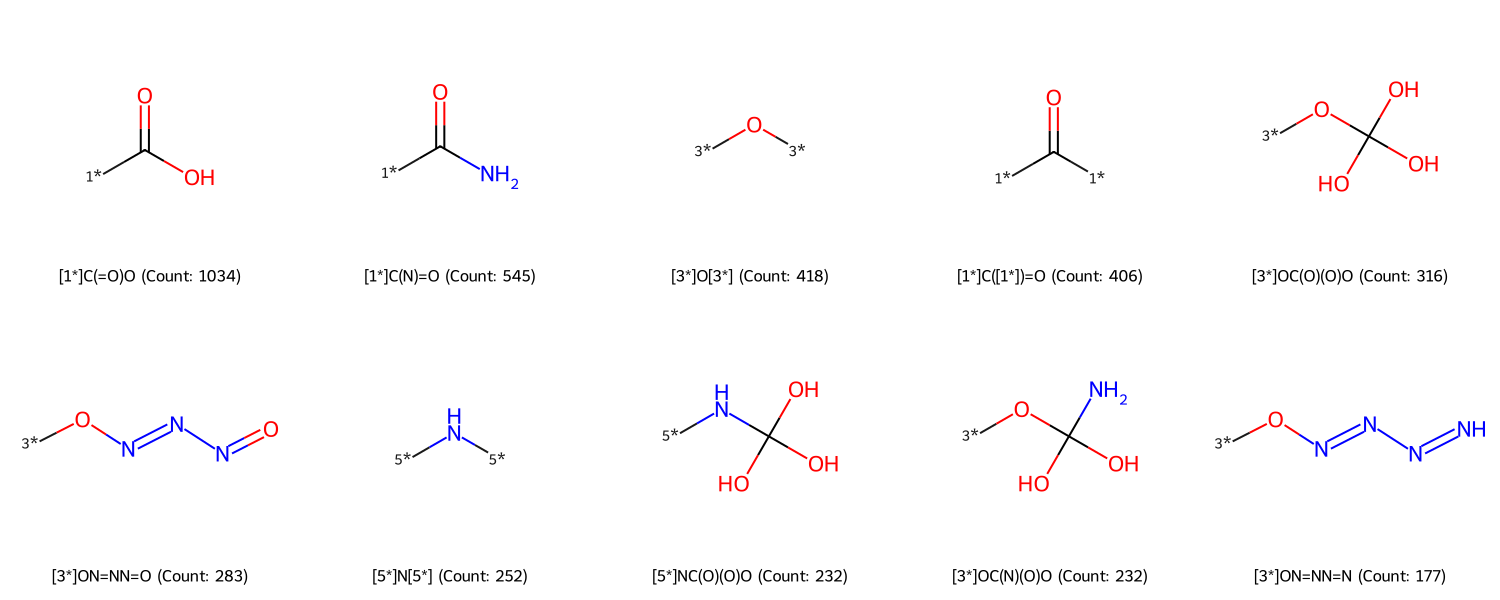 O
1*
OH
[1*]C(=O)O (Count: 1034)
O
1*
NH2
[1*]C(N)=O (Count: 545)
O
3*
3*
[3*]O[3*] (Count: 418)
O
1*
1*
[1*]C([1*])=O (Count: 406)
OH
O
3*
OH
HO
[3*]OC(O)(O)O (Count: 316)
O
3*
N
N
N
O
[3*]ON=NN=O (Count: 283)
H
N
5*
5*
[5*]N[5*] (Count: 252)
H
N
OH
5*
OH
HO
[5*]NC(O)(O)O (Count: 232)
NH2
O
3*
OH
HO
[3*]OC(N)(O)O (Count: 232)
O
3*
N
N
N
NH
[3*]ON=NN=N (Count: 177)